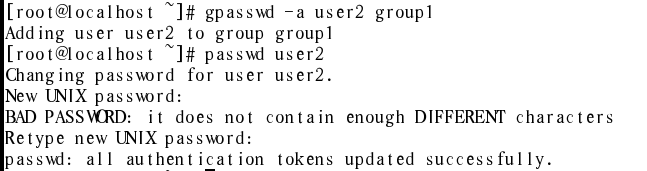 [root@localhost ~]# gpasswd -a user2 group1
Adding user user2 to group group1
[root@localhost ~]# passwd user2
Changing password for user user2.
New UNIX password:
BAD PASSWORD: it does not contain enough DIFFERENT characters
Retype new UNIX password:
passwd: all authentication tokens updated successfully.